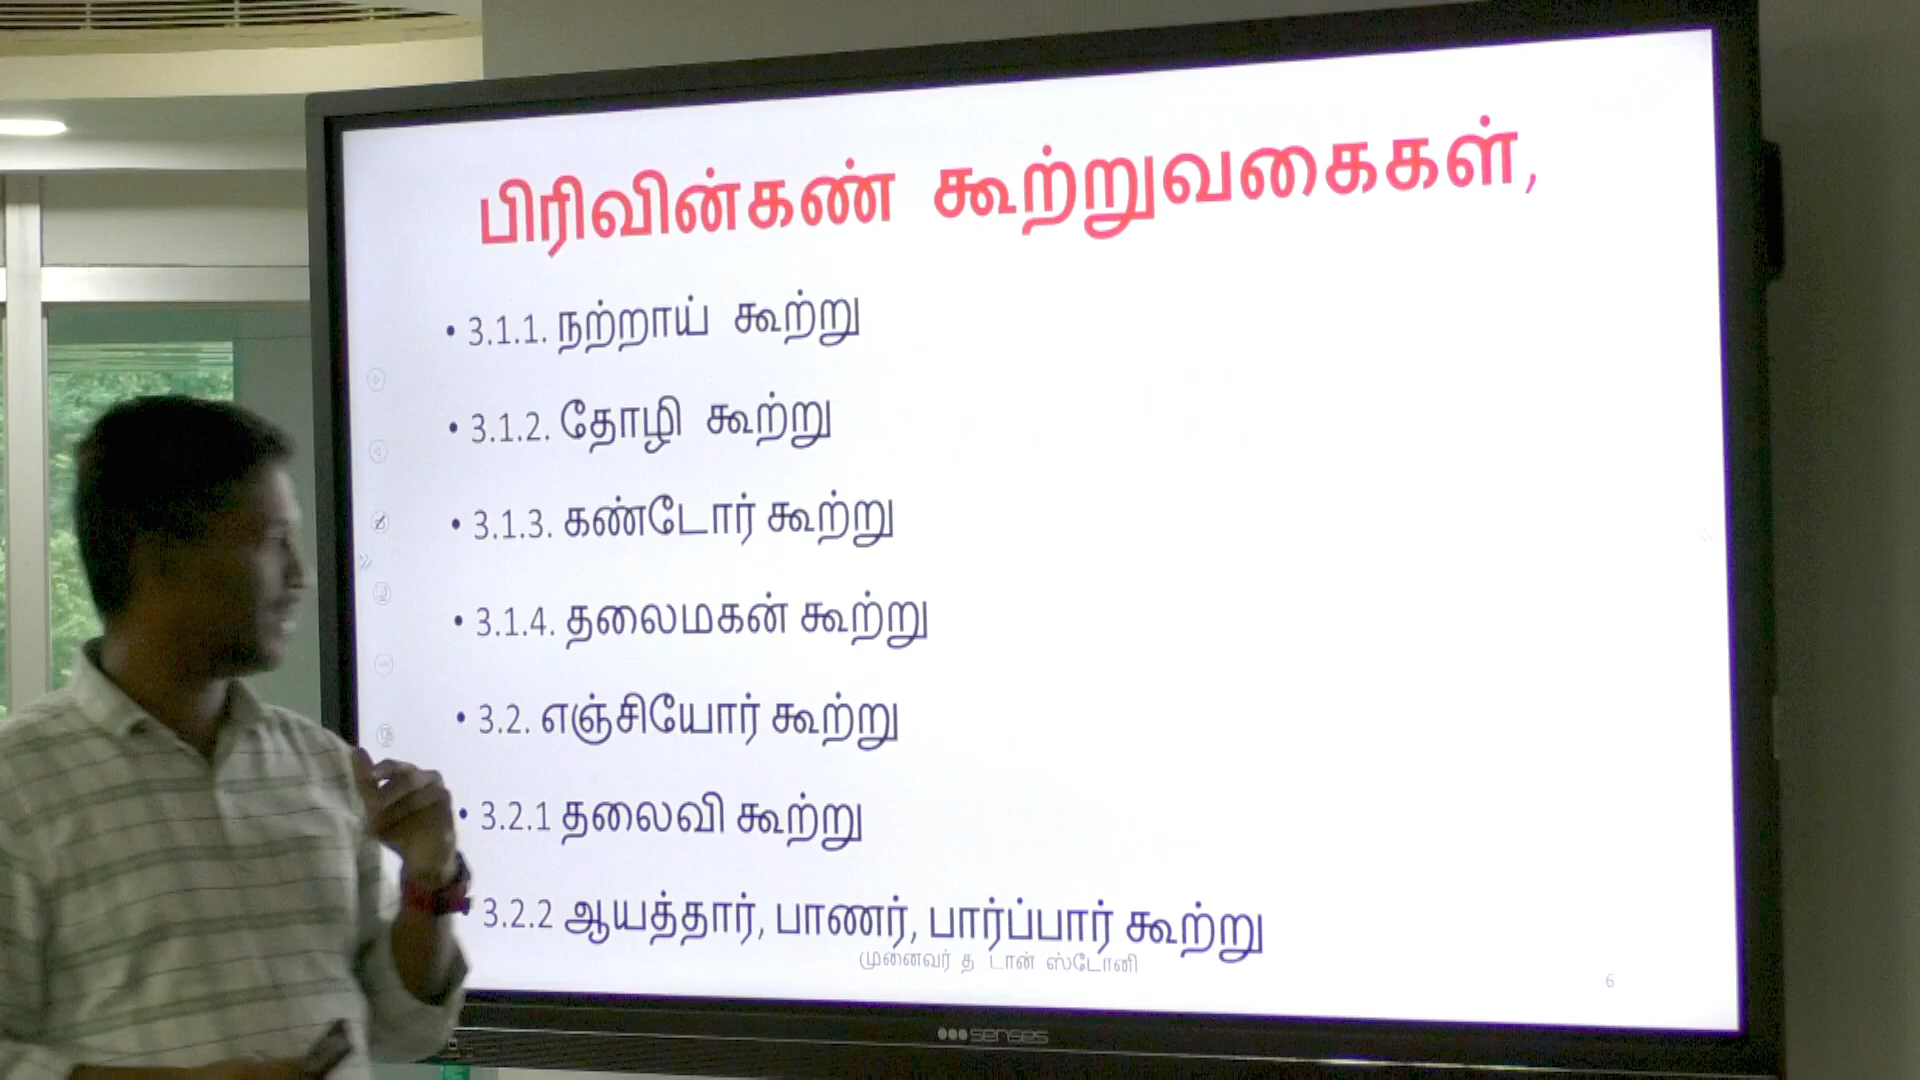 பிரிவின்கண் கூற்றுவகைகள்,
• 3.1.1. நற்றாய் கூற்று
• 3.1.2. தோழி கூற்று
• 3.1.3. கண்டோர் கூற்று
• 3.1.4. தலைமகன் கூற்று
• 3.2. எஞ்சியோர் கூற்று
• 3.2.1 தலைவி கூற்று
• 3.2.2 ஆயத்தார், பாணர், பார்ப்பார் கூற்று
முனைவர் த டான் ஸ்டோனி
6
senses